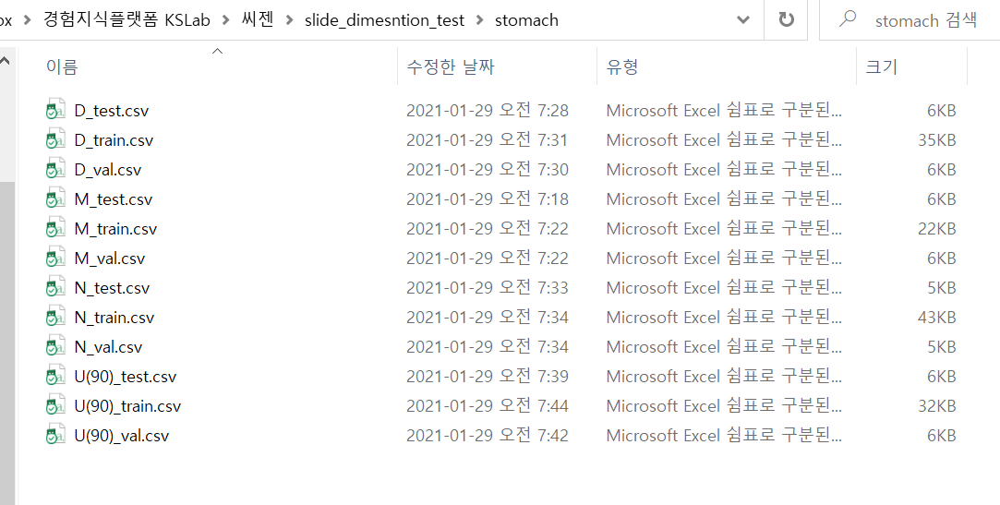 ox > 경험지식플랫폼 KSLab > 씨젠 > slide_dimesntion_test > stomach stomach 검색
이름 수정한 날짜 유형 크기
D_test.csv 2021-01-29 오전 7:28 Microsoft Excel 쉼표로 구분된... 6KB
D_train.csv 2021-01-29 오전 7:31 Microsoft Excel 쉼표로 구분된... 35KB
D_val.csv 2021-01-29 오전 7:30 Microsoft Excel 쉼표로 구분된... 6KB
M_test.csv 2021-01-29 오전 7:18 Microsoft Excel 쉼표로 구분된... 6KB
M_train.csv 2021-01-29 오전 7:22 Microsoft Excel 쉼표로 구분된... 22KB
M_val.csv 2021-01-29 오전 7:22 Microsoft Excel 쉼표로 구분된... 6KB
N_test.csv 2021-01-29 오전 7:33 Microsoft Excel 쉼표로 구분된... 5KB
N_train.csv 2021-01-29 오전 7:34 Microsoft Excel 쉼표로 구분된... 43KB
N_val.csv 2021-01-29 오전 7:34 Microsoft Excel 쉼표로 구분된... 5KB
U(90)_test.csv 2021-01-29 오전 7:39 Microsoft Excel 쉼표로 구분된... 6KB
U(90)_train.csv 2021-01-29 오전 7:44 Microsoft Excel 쉼표로 구분된... 32KB
U(90)_val.csv 2021-01-29 오전 7:42 Microsoft Excel 쉼표로 구분된... 6KB